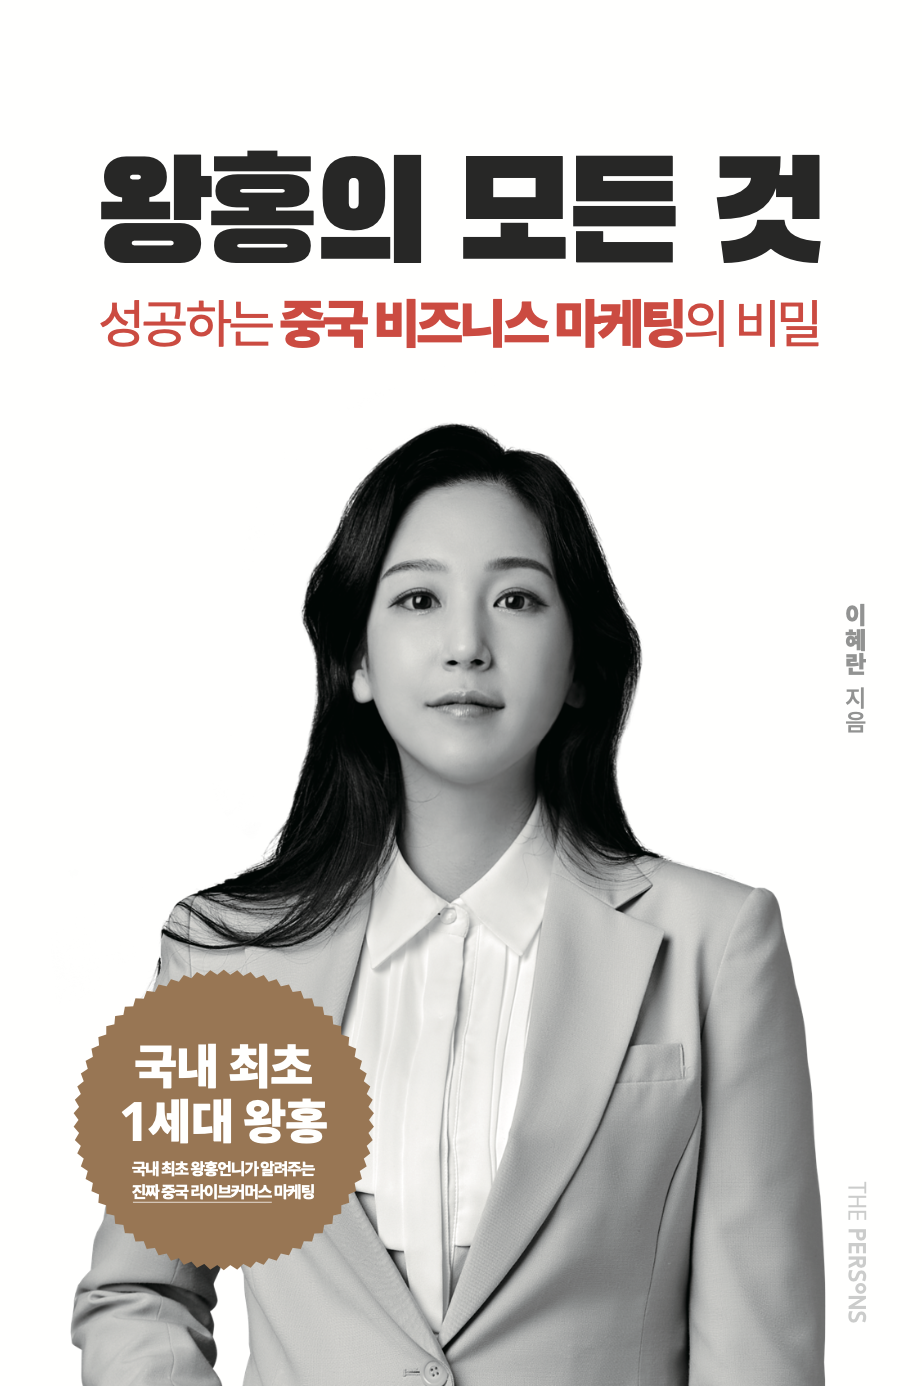 왕홍의 모든 것
성공하는 중국 비즈니스 마케팅의 비밀
이혜란 지음
국내 최초
1세대 왕홍
국내 최초 왕홍언니가 알려주는
진짜 중국 라이브커머스 마케팅
THE PERSONS